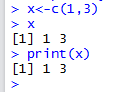 > x<-c(1,3)
> x
[1] 1 3
> print(x)
[1] 1 3
>